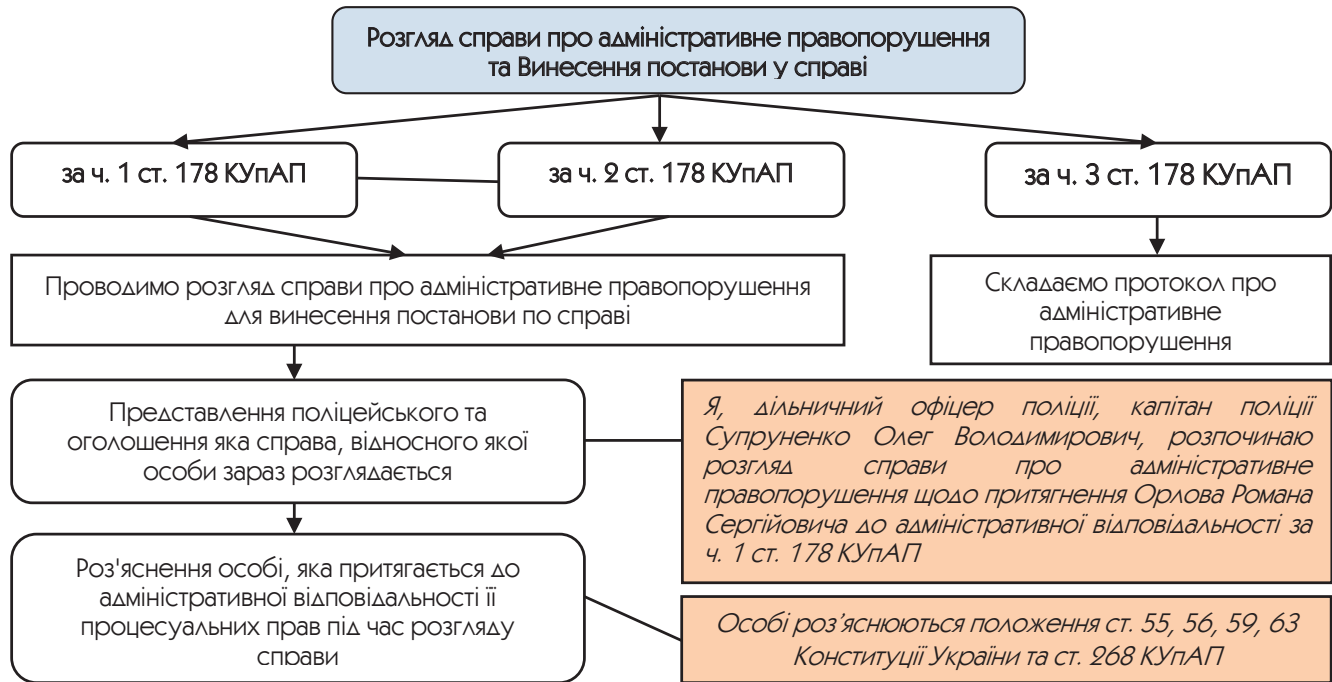 Розгляд справи про адміністративне правопорушення
та Винесення постанови у справі
за ч. 1 ст. 178 КУпАП
за ч. 2 ст. 178 КУпАП
за ч. 3 ст. 178 КУпАП
Проводимо розгляд справи про адміністративне правопорушення
для винесення постанови по справі
Складаємо протокол про
адміністративне
правопорушення
Представлення поліцейського та
оголошення яка справа, відносного якої
особи зараз розглядається
Я, дільничний офіцер поліції, капітан поліції
Супруненко Олег Володимирович, розпочинаю
розгляд справи про адміністративне
правопорушення щодо притягнення Орлова Романа
Сергійовича до адміністративної відповідальності за
ч. 1 ст. 178 КУпАП
Роз'яснення особі, яка притягається до
адміністративної відповідальності її
процесуальних прав під час розгляду
справи
Особі роз’яснюються положення ст. 55, 56, 59, 63
Конституції України та ст. 268 КУпАП